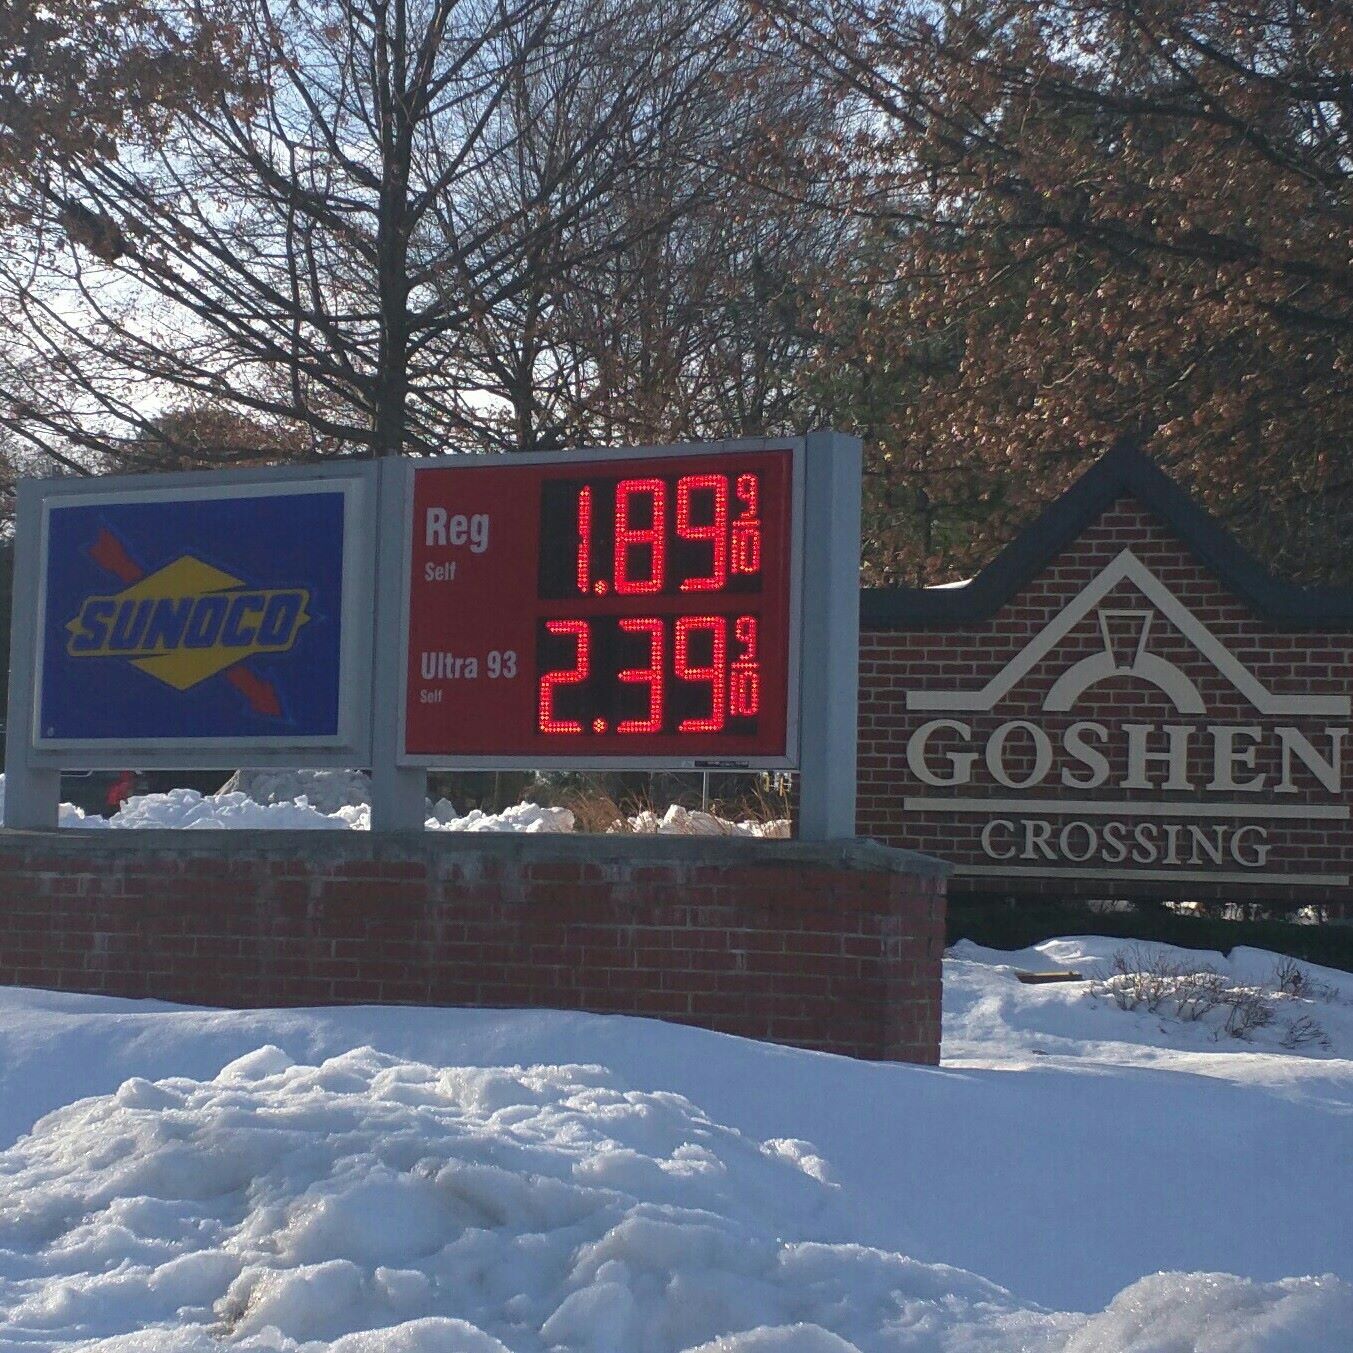 SUNOCO
Reg 1.89 9/10
Self
Ultra 93 2.39 9/10
Self
GOSHEN
CROSSING